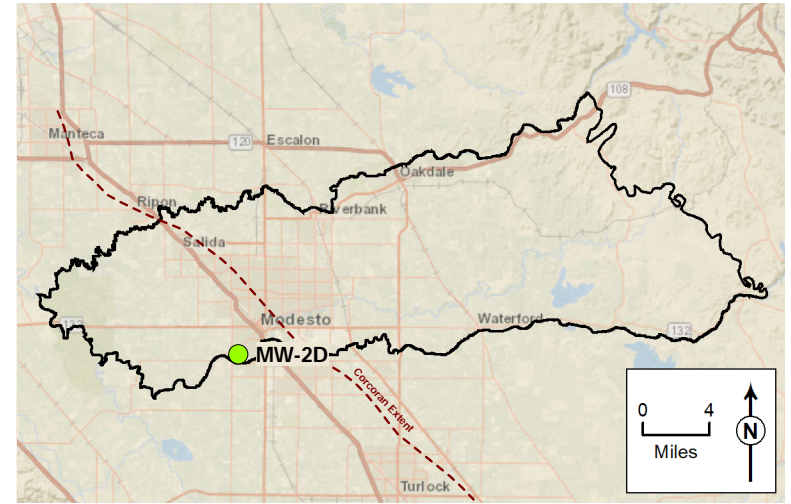 108
Manteca
120
Escalon
Oakdale
Ripon
Riverbank
Salida
Modesto
Waterford
132
132
MW-2D
Corcoran Extent
Turlock
0 4
Miles
N